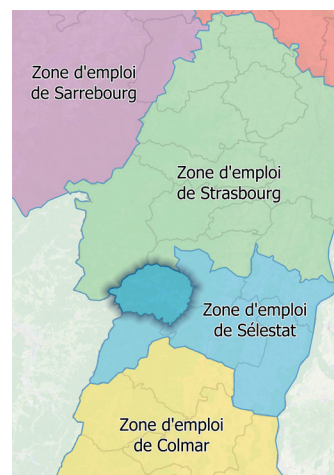 Zone d'emploi
de Sarrebourg
Zone d'emploi
de Strasbourg
Zone d'emploi
de Sélestat
Zone d'emploi
de Colmar